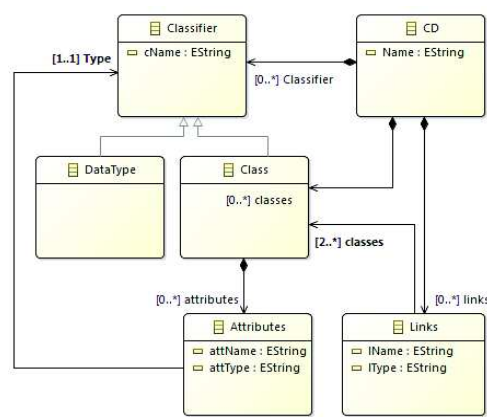 Classifier
cName : EString
CD
Name : EString
[1..1] Type
[0..*] Classifier
DataType
Class
[0..*] classes
[2..*] classes
[0..*] attributes
[0..*] links
Attributes
attName : EString
attType : EString
Links
lName : EString
lType : EString